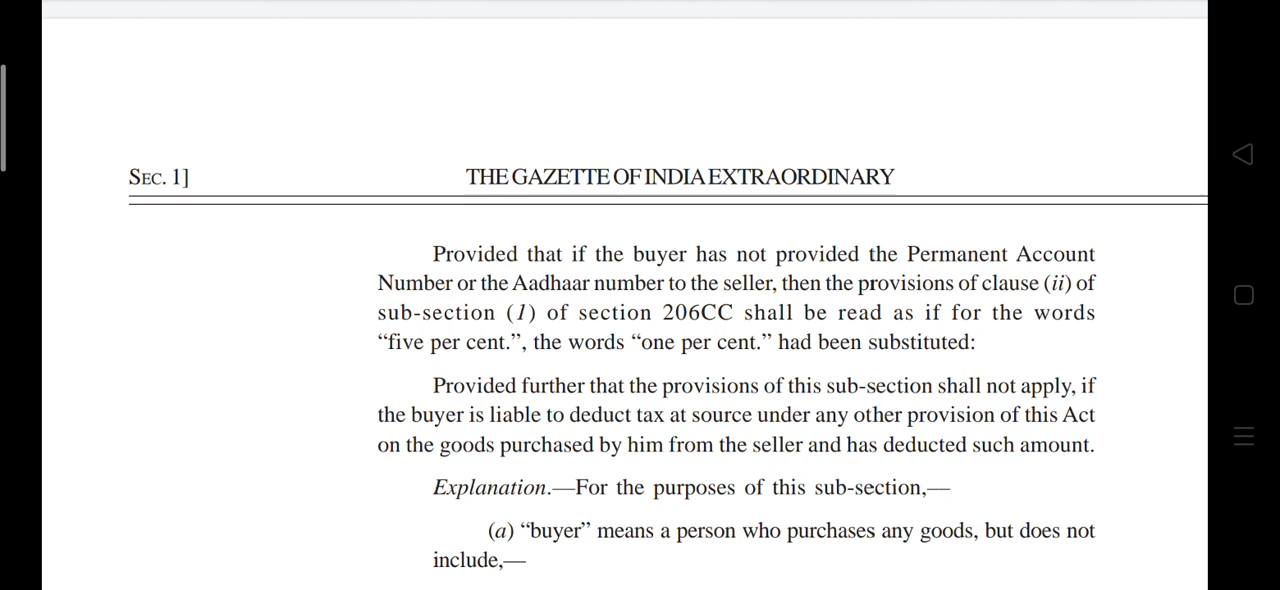 SEC. 1]
THE GAZETTE OF INDIA EXTRAORDINARY
Provided that if the buyer has not provided the Permanent Account
Number or the Aadhaar number to the seller, then the provisions of clause (ii) of
sub-section (1) of section 206CC shall be read as if for the words
“five per cent.”, the words “one per cent.” had been substituted:
Provided further that the provisions of this sub-section shall not apply, if
the buyer is liable to deduct tax at source under any other provision of this Act
on the goods purchased by him from the seller and has deducted such amount.
Explanation.—For the purposes of this sub-section,—
(a) “buyer” means a person who purchases any goods, but does not
include,—